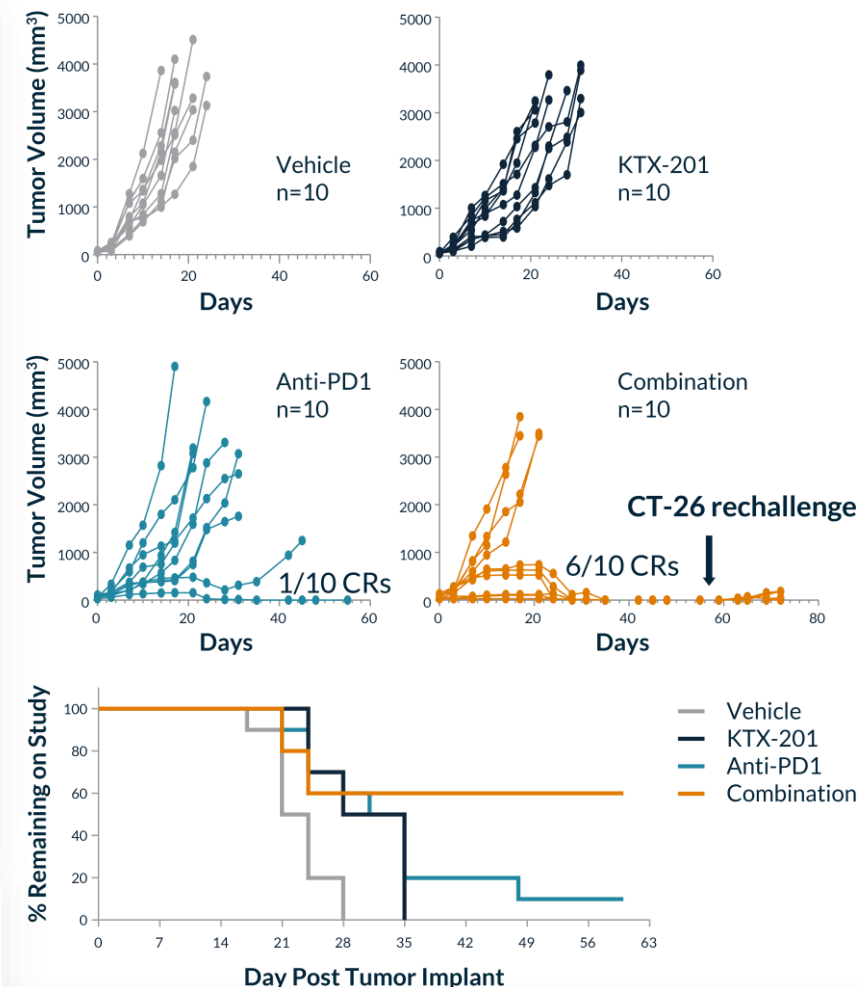 Tumor Volume (mm³)
5000
4000
3000
2000
1000
0
0
20
40
60
Days
Vehicle
n=10
5000
4000
3000
2000
1000
0
0
20
40
60
Days
KTX-201
n=10
Tumor Volume (mm³)
5000
4000
3000
2000
1000
0
0
20
40
60
Days
Anti-PD1
n=10
1/10 CRs
5000
4000
3000
2000
1000
0
0
20
40
60
80
Days
Combination
n=10
CT-26 rechallenge
6/10 CRs
% Remaining on Study
100
80
60
40
20
0
0
7
14
21
28
35
42
49
56
63
Day Post Tumor Implant
Vehicle
KTX-201
Anti-PD1
Combination